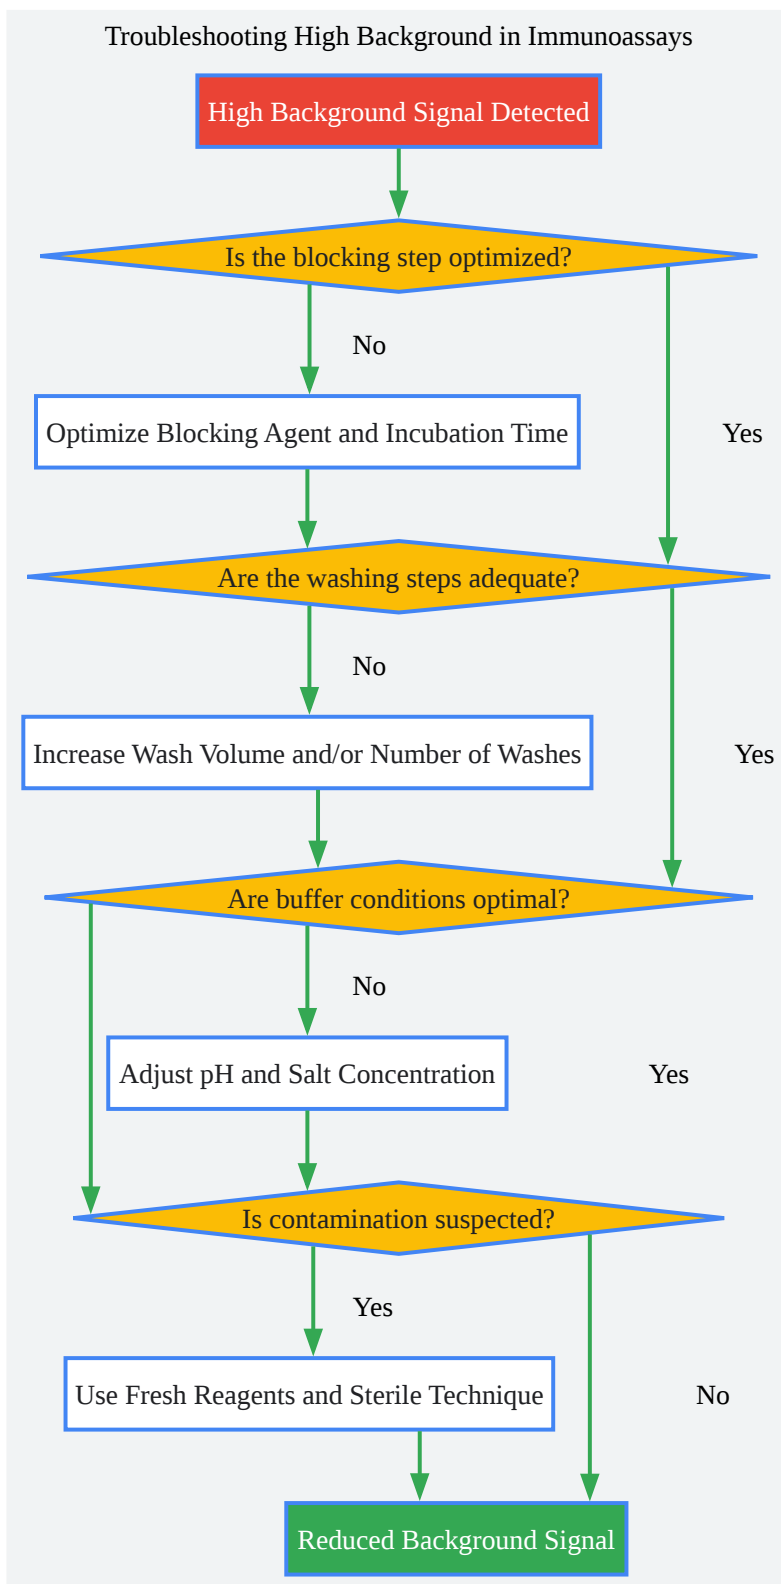 Troubleshooting High Background in Immunoassays
High Background Signal Detected
Is the blocking step optimized?
No
Optimize Blocking Agent and Incubation Time
Yes
Are the washing steps adequate?
No
Increase Wash Volume and/or Number of Washes
Yes
Are buffer conditions optimal?
No
Adjust pH and Salt Concentration
Yes
Is contamination suspected?
Yes
Use Fresh Reagents and Sterile Technique
No
Reduced Background Signal